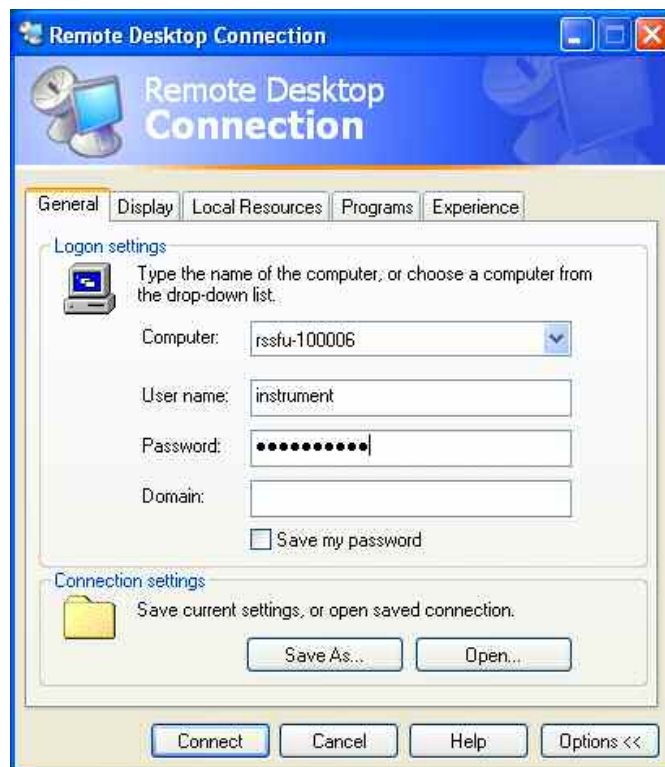 Remote Desktop Connection
Remote Desktop
Connection
General Display Local Resources Programs Experience
Logon settings
Type the name of the computer, or choose a computer from
the drop-down list.
Computer: rssfu-100006
User name: instrument
Password: ●●●●●●●●●●
Domain:
Save my password
Connection settings
Save current settings, or open saved connection.
Save As... Open...
Connect Cancel Help Options <<